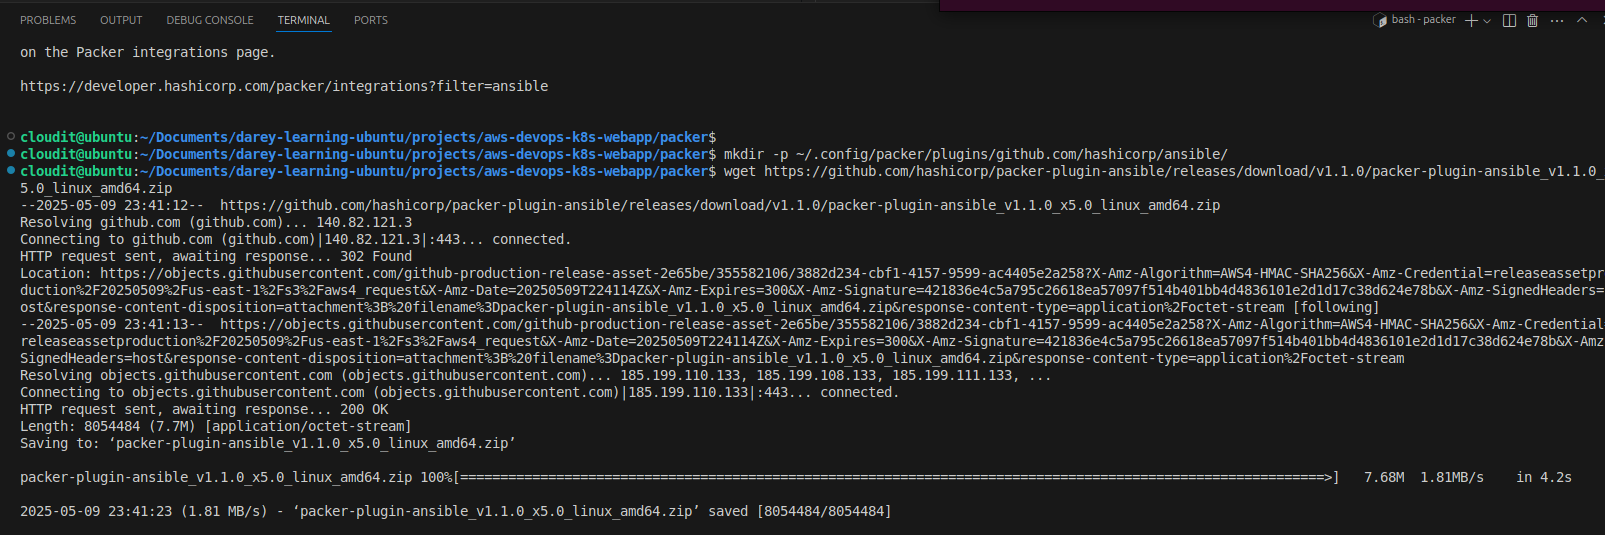 PROBLEMS OUTPUT DEBUG CONSOLE TERMINAL PORTS bash - packer
on the Packer integrations page.
https://developer.hashicorp.com/packer/integrations?filter=ansible
cloudit@ubuntu:~/Documents/darey-learning-ubuntu/projects/aws-devops-k8s-webapp/packer$
cloudit@ubuntu:~/Documents/darey-learning-ubuntu/projects/aws-devops-k8s-webapp/packer$ mkdir -p ~/.config/packer/plugins/github.com/hashicorp/ansible/
cloudit@ubuntu:~/Documents/darey-learning-ubuntu/projects/aws-devops-k8s-webapp/packer$ wget https://github.com/hashicorp/packer-plugin-ansible/releases/download/v1.1.0/packer-plugin-ansible_v1.1.0_
5.0_linux_amd64.zip
--2025-05-09 23:41:12-- https://github.com/hashicorp/packer-plugin-ansible/releases/download/v1.1.0/packer-plugin-ansible_v1.1.0_x5.0_linux_amd64.zip
Resolving github.com (github.com)... 140.82.121.3
Connecting to github.com (github.com)|140.82.121.3|:443... connected.
HTTP request sent, awaiting response... 302 Found
Location: https://objects.githubusercontent.com/github-production-release-asset-2e65be/355582106/3882d234-cbf1-4157-9599-ac4405e2a258?X-Amz-Algorithm=AWS4-HMAC-SHA256&X-Amz-Credential=releaseassetpr
duction%2F20250509%2Fus-east-1%2Fs3%2Faws4_request&X-Amz-Date=20250509T224114Z&X-Amz-Expires=300&X-Amz-Signature=421836e4c5a795c26618ea57097f514b401bb4d4836101e2d1d17c38d624e78b&X-Amz-SignedHeaders=
ost&response-content-disposition=attachment%3B%20filename%3Dpacker-plugin-ansible_v1.1.0_x5.0_linux_amd64.zip&response-content-type=application%2Foctet-stream [following]
--2025-05-09 23:41:13-- https://objects.githubusercontent.com/github-production-release-asset-2e65be/355582106/3882d234-cbf1-4157-9599-ac4405e2a258?X-Amz-Algorithm=AWS4-HMAC-SHA256&X-Amz-Credential
releaseassetproduction%2F20250509%2Fus-east-1%2Fs3%2Faws4_request&X-Amz-Date=20250509T224114Z&X-Amz-Expires=300&X-Amz-Signature=421836e4c5a795c26618ea57097f514b401bb4d4836101e2d1d17c38d624e78b&X-Amz
SignedHeaders=host&response-content-disposition=attachment%3B%20filename%3Dpacker-plugin-ansible_v1.1.0_x5.0_linux_amd64.zip&response-content-type=application%2Foctet-stream
Resolving objects.githubusercontent.com (objects.githubusercontent.com)... 185.199.110.133, 185.199.108.133, 185.199.111.133, ...
Connecting to objects.githubusercontent.com (objects.githubusercontent.com)|185.199.110.133|:443... connected.
HTTP request sent, awaiting response... 200 OK
Length: 8054484 (7.7M) [application/octet-stream]
Saving to: ‘packer-plugin-ansible_v1.1.0_x5.0_linux_amd64.zip’
packer-plugin-ansible_v1.1.0_x5.0_linux_amd64.zip 100%[============================================================================================================>] 7.68M 1.81MB/s in 4.2s
2025-05-09 23:41:23 (1.81 MB/s) - ‘packer-plugin-ansible_v1.1.0_x5.0_linux_amd64.zip’ saved [8054484/8054484]